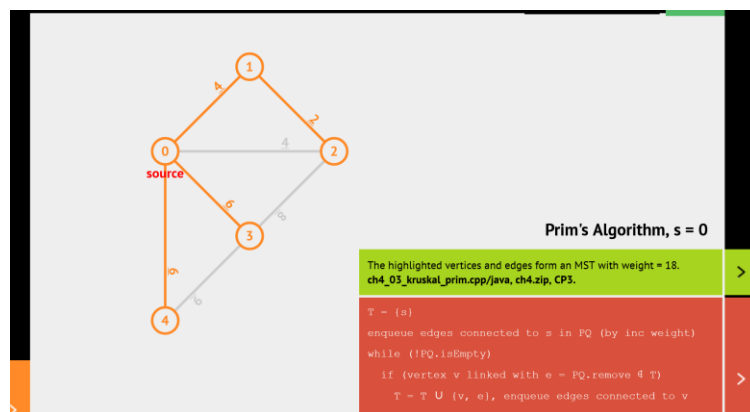 1
4
2
0
4
2
source
6
8
3
Prim's Algorithm, s = 0
The highlighted vertices and edges form an MST with weight = 18.
ch4_03_kruskal_prim.cpp/java, ch4.zip, CP3.
6
9
4
T = {s}
enqueue edges connected to s in PQ (by inc weight)
while (!PQ.isEmpty)
if (vertex v linked with e = PQ.remove ∉ T)
T = T ∪ {v, e}, enqueue edges connected to v